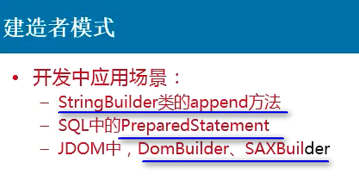 建造者模式
• 开发中应用场景：
– StringBuilder类的append方法
– SQL中的PreparedStatement
– JDOM中，DomBuilder、SAXBuilder